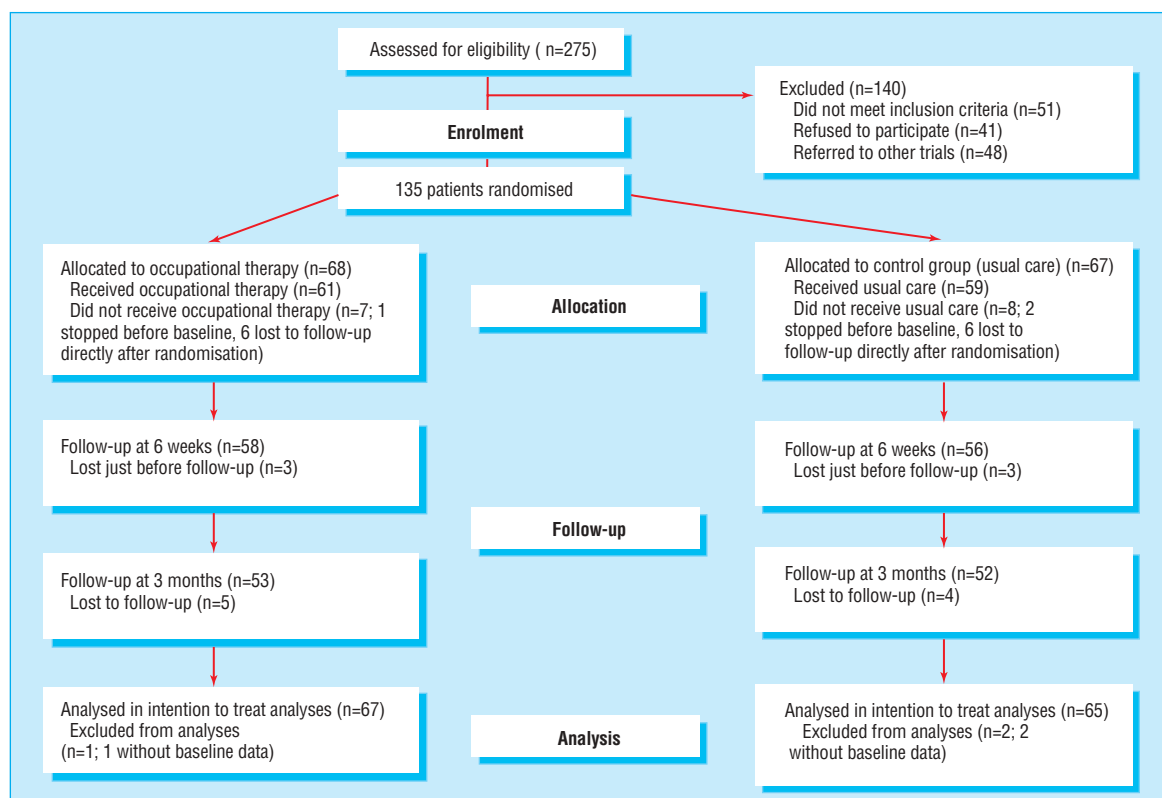 Assessed for eligibility ( n=275)
Excluded (n=140)
Did not meet inclusion criteria (n=51)
Refused to participate (n=41)
Referred to other trials (n=48)
Enrolment
135 patients randomised
Allocated to occupational therapy (n=68)
Received occupational therapy (n=61)
Did not receive occupational therapy (n=7; 1
stopped before baseline, 6 lost to follow-up
directly after randomisation)
Allocation
Allocated to control group (usual care) (n=67)
Received usual care (n=59)
Did not receive usual care (n=8; 2
stopped before baseline, 6 lost to
follow-up directly after randomisation)
Follow-up at 6 weeks (n=58)
Lost just before follow-up (n=3)
Follow-up at 6 weeks (n=56)
Lost just before follow-up (n=3)
Follow-up
Follow-up at 3 months (n=53)
Lost to follow-up (n=5)
Follow-up at 3 months (n=52)
Lost to follow-up (n=4)
Analysed in intention to treat analyses (n=67)
Excluded from analyses
(n=1; 1 without baseline data)
Analysis
Analysed in intention to treat analyses (n=65)
Excluded from analyses (n=2; 2
without baseline data)